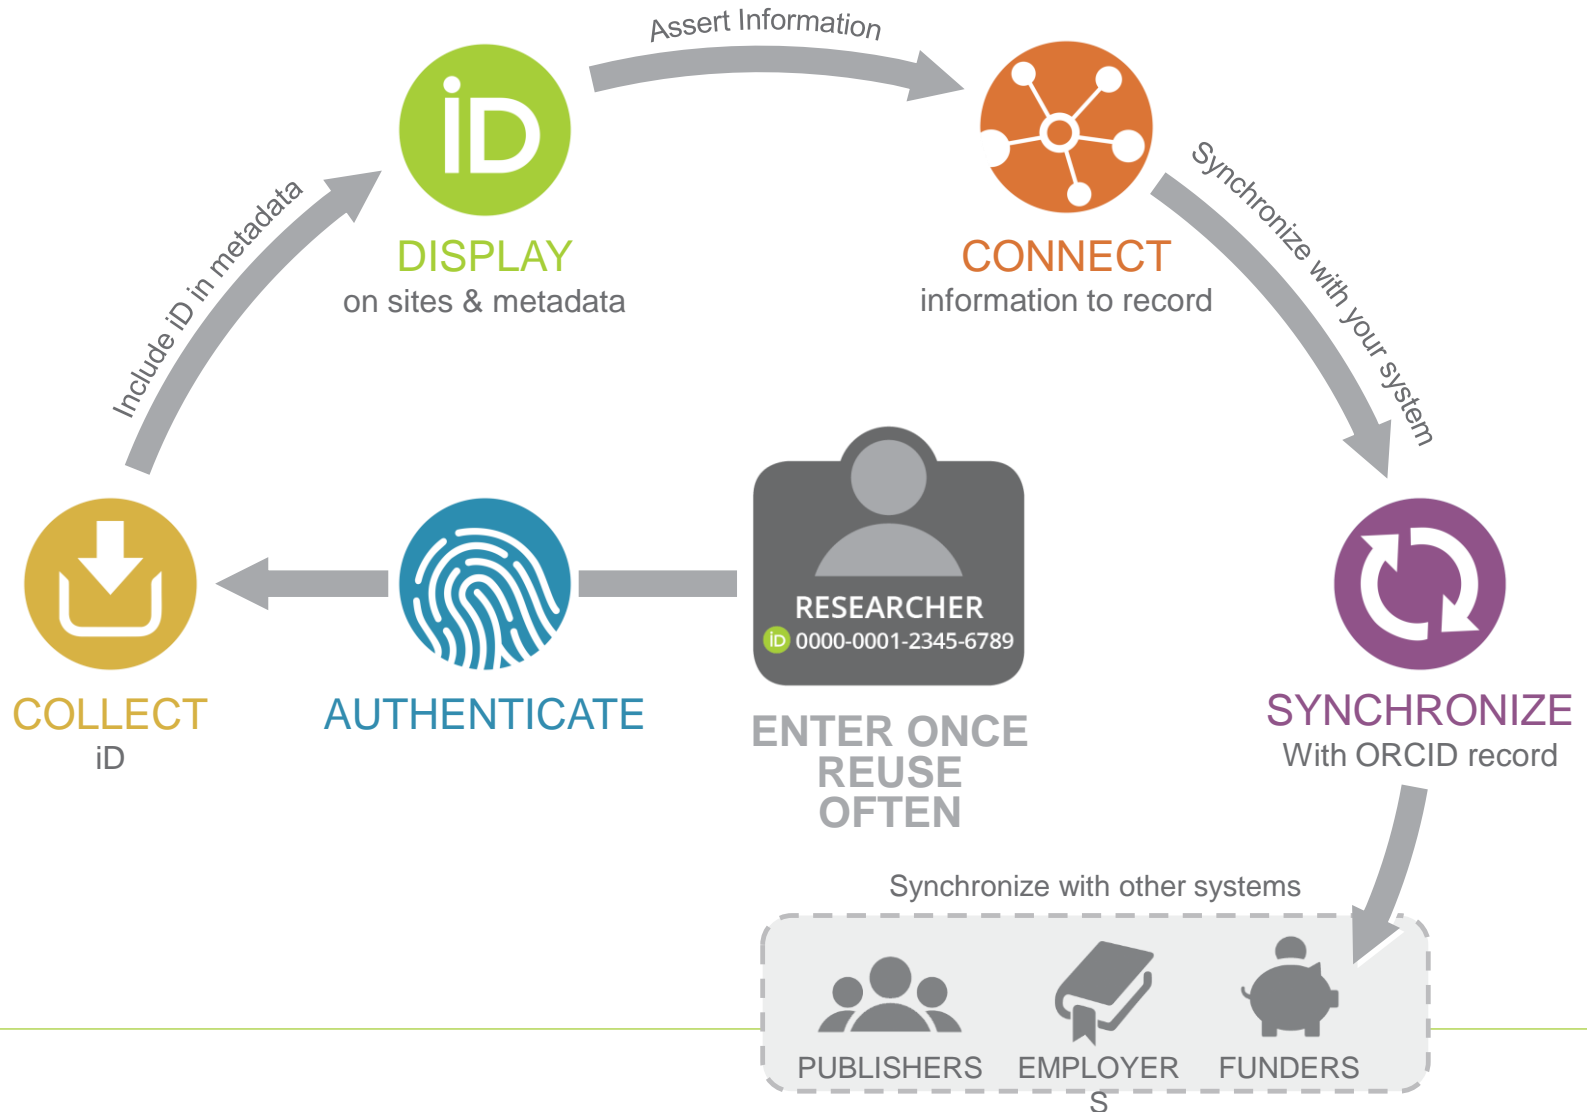 Assert Information
iD
DISPLAY
on sites & metadata
CONNECT
information to record
Include iD in metadata
Synchronize with your system
RESEARCHER
iD 0000-0001-2345-6789
COLLECT
iD
AUTHENTICATE
ENTER ONCE
REUSE
OFTEN
SYNCHRONIZE
With ORCID record
Synchronize with other systems
PUBLISHERS
EMPLOYER
S
FUNDERS